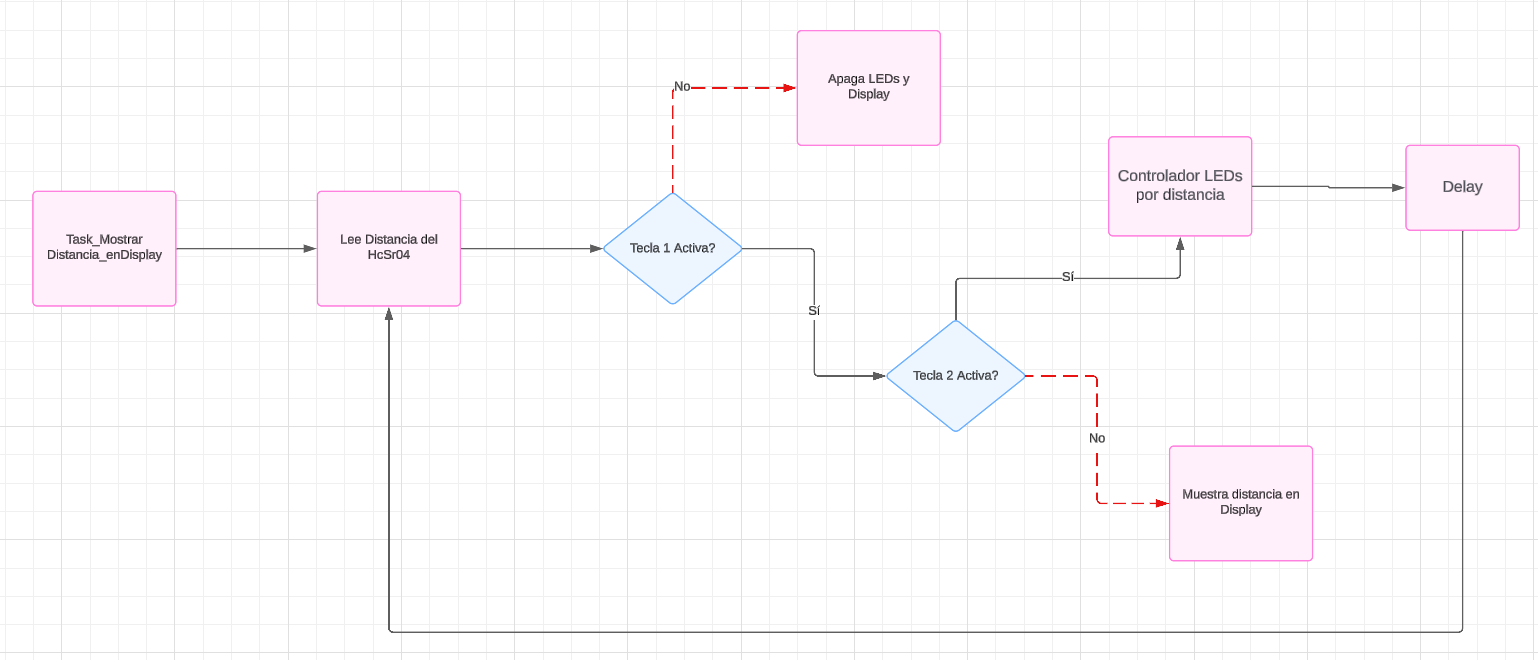 Apaga LEDs y
Display
No
Controlador LEDs
por distancia
Delay
Task_Mostrar
Distancia_enDisplay
Lee Distancia del
HcSr04
Tecla 1 Activa?
Sí
Sí
Tecla 2 Activa?
No
Muestra distancia en
Display